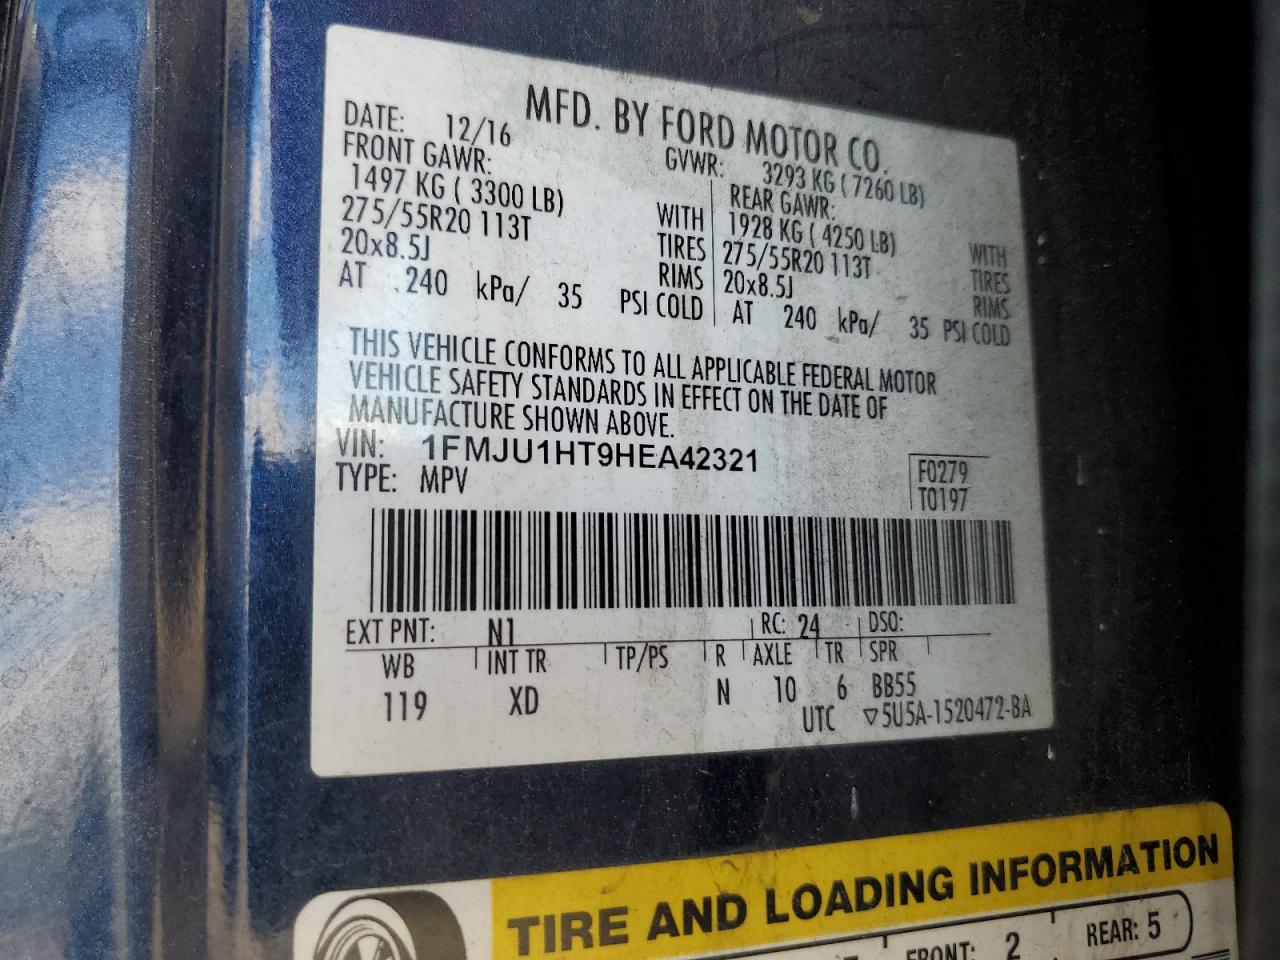 MFD. BY FORD MOTOR CO.
DATE: 12/16 GVWR: 3293 KG ( 7260 LB)
FRONT GAWR: REAR GAWR:
1497 KG ( 3300 LB) WITH 1928 KG ( 4250 LB) WITH
275/55R20 113T TIRES 275/55R20 113T TIRES
20x8.5J RIMS 20x8.5J RIMS
AT 240 kPa/ 35 PSI COLD AT 240 kPa/ 35 PSI COLD
THIS VEHICLE CONFORMS TO ALL APPLICABLE FEDERAL MOTOR
VEHICLE SAFETY STANDARDS IN EFFECT ON THE DATE OF
MANUFACTURE SHOWN ABOVE.
VIN: 1FMJU1HT9HEA42321
TYPE: MPV
F0279
T0197
EXT PNT: N1 RC: 24 DSO:
WB INT TR TP/PS R AXLE TR SPR
119 XD N 10 6 BB55
UTC ▽5U5A-1520472-BA
TIRE AND LOADING INFORMATION
FRONT: 2 REAR: 5